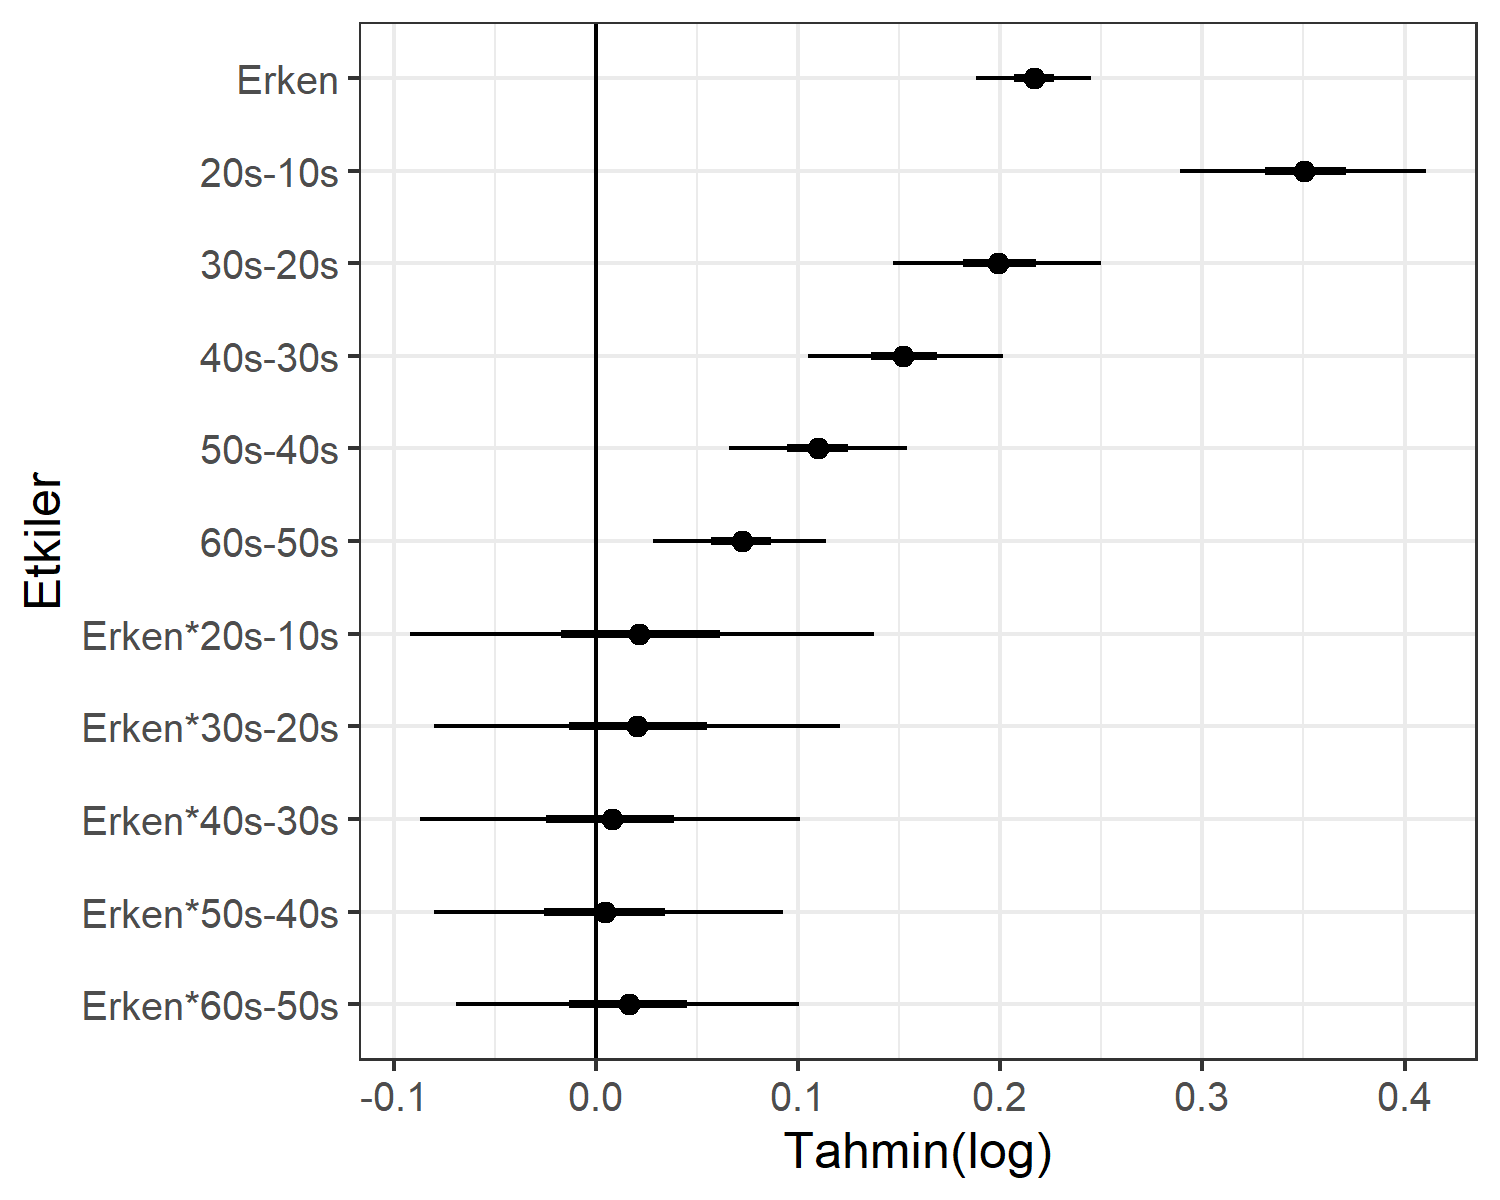 Erken
20s-10s
30s-20s
40s-30s
50s-40s
60s-50s
Erken*20s-10s
Erken*30s-20s
Erken*40s-30s
Erken*50s-40s
Erken*60s-50s
Etkiler
-0.1 0.0 0.1 0.2 0.3 0.4
Tahmin(log)